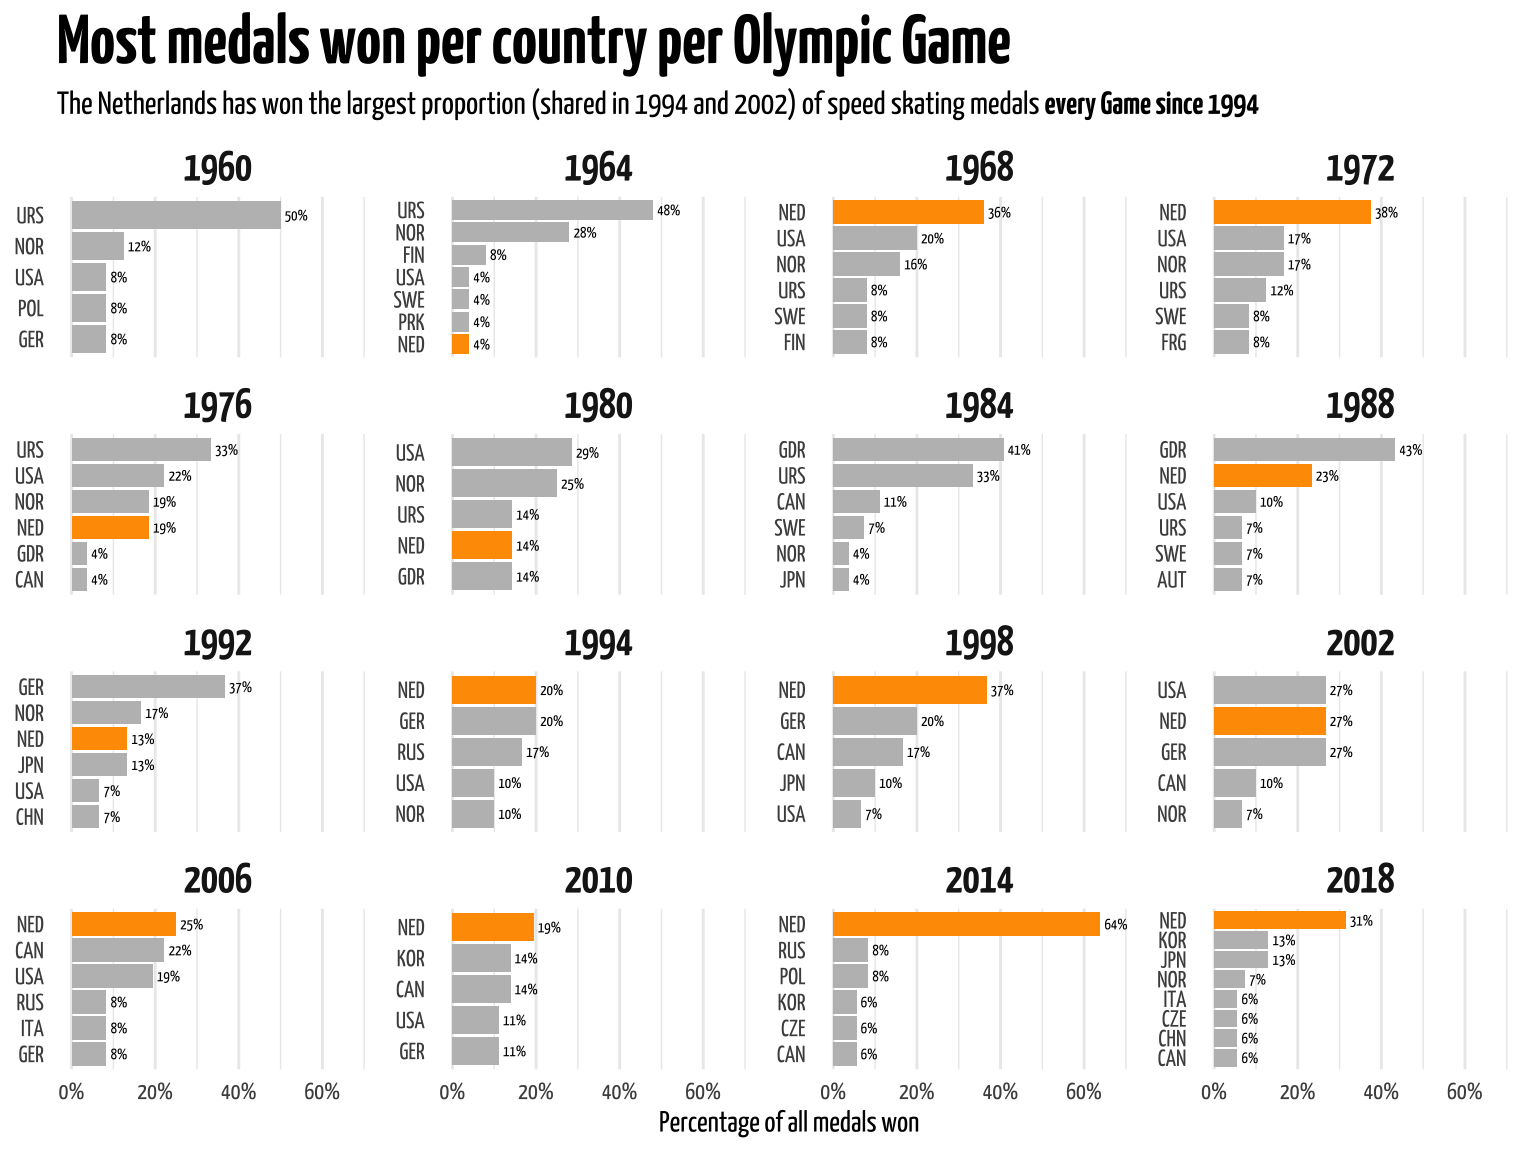 Most medals won per country per Olympic Game
The Netherlands has won the largest proportion (shared in 1994 and 2002) of speed skating medals every Game since 1994
1960
URS 50%
NOR 12%
USA 8%
POL 8%
GER 8%
1964
URS 48%
NOR 28%
FIN 8%
USA 4%
SWE 4%
PRK 4%
NED 4%
1968
NED 36%
USA 20%
NOR 16%
URS 8%
SWE 8%
FIN 8%
1972
NED 38%
USA 17%
NOR 17%
URS 12%
SWE 8%
FRG 8%
1976
URS 33%
USA 22%
NOR 19%
NED 19%
GDR 4%
CAN 4%
1980
USA 29%
NOR 25%
URS 14%
NED 14%
GDR 14%
1984
GDR 41%
URS 33%
CAN 11%
SWE 7%
NOR 4%
JPN 4%
1988
GDR 43%
NED 23%
USA 10%
URS 7%
SWE 7%
AUT 7%
1992
GER 37%
NOR 17%
NED 13%
JPN 13%
USA 7%
CHN 7%
1994
NED 20%
GER 20%
RUS 17%
USA 10%
NOR 10%
1998
NED 37%
GER 20%
CAN 17%
JPN 10%
USA 7%
2002
USA 27%
NED 27%
GER 27%
CAN 10%
NOR 7%
2006
NED 25%
CAN 22%
USA 19%
RUS 8%
ITA 8%
GER 8%
2010
NED 19%
KOR 14%
CAN 14%
USA 11%
GER 11%
2014
NED 64%
RUS 8%
POL 8%
KOR 6%
CZE 6%
CAN 6%
2018
NED 31%
KOR 13%
JPN 13%
NOR 7%
ITA 6%
CZE 6%
CHN 6%
CAN 6%
0% 20% 40% 60% 0% 20% 40% 60% 0% 20% 40% 60% 0% 20% 40% 60%
Percentage of all medals won